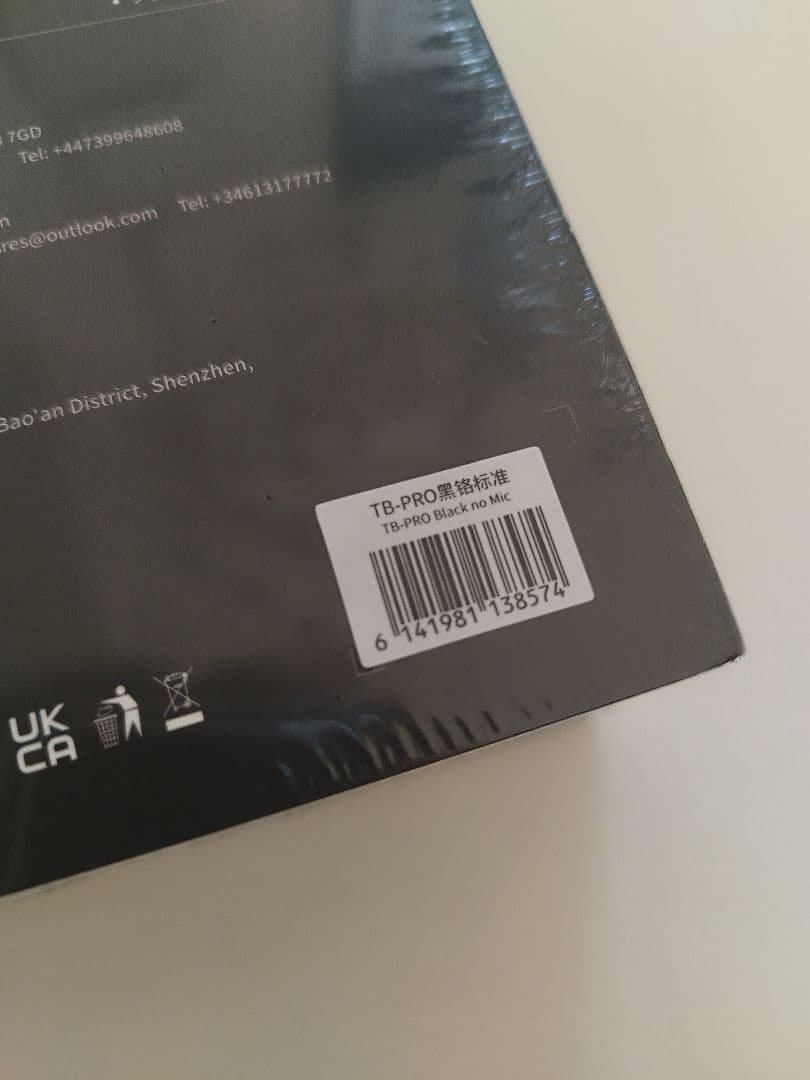 7GD
Tel: +447399648608
n
res@outlook.com Tel: +34613177772
Bao'an District, Shenzhen,
TB-PRO黑铬标准
TB-PRO Black no Mic
6 141981 138574
UK
CA